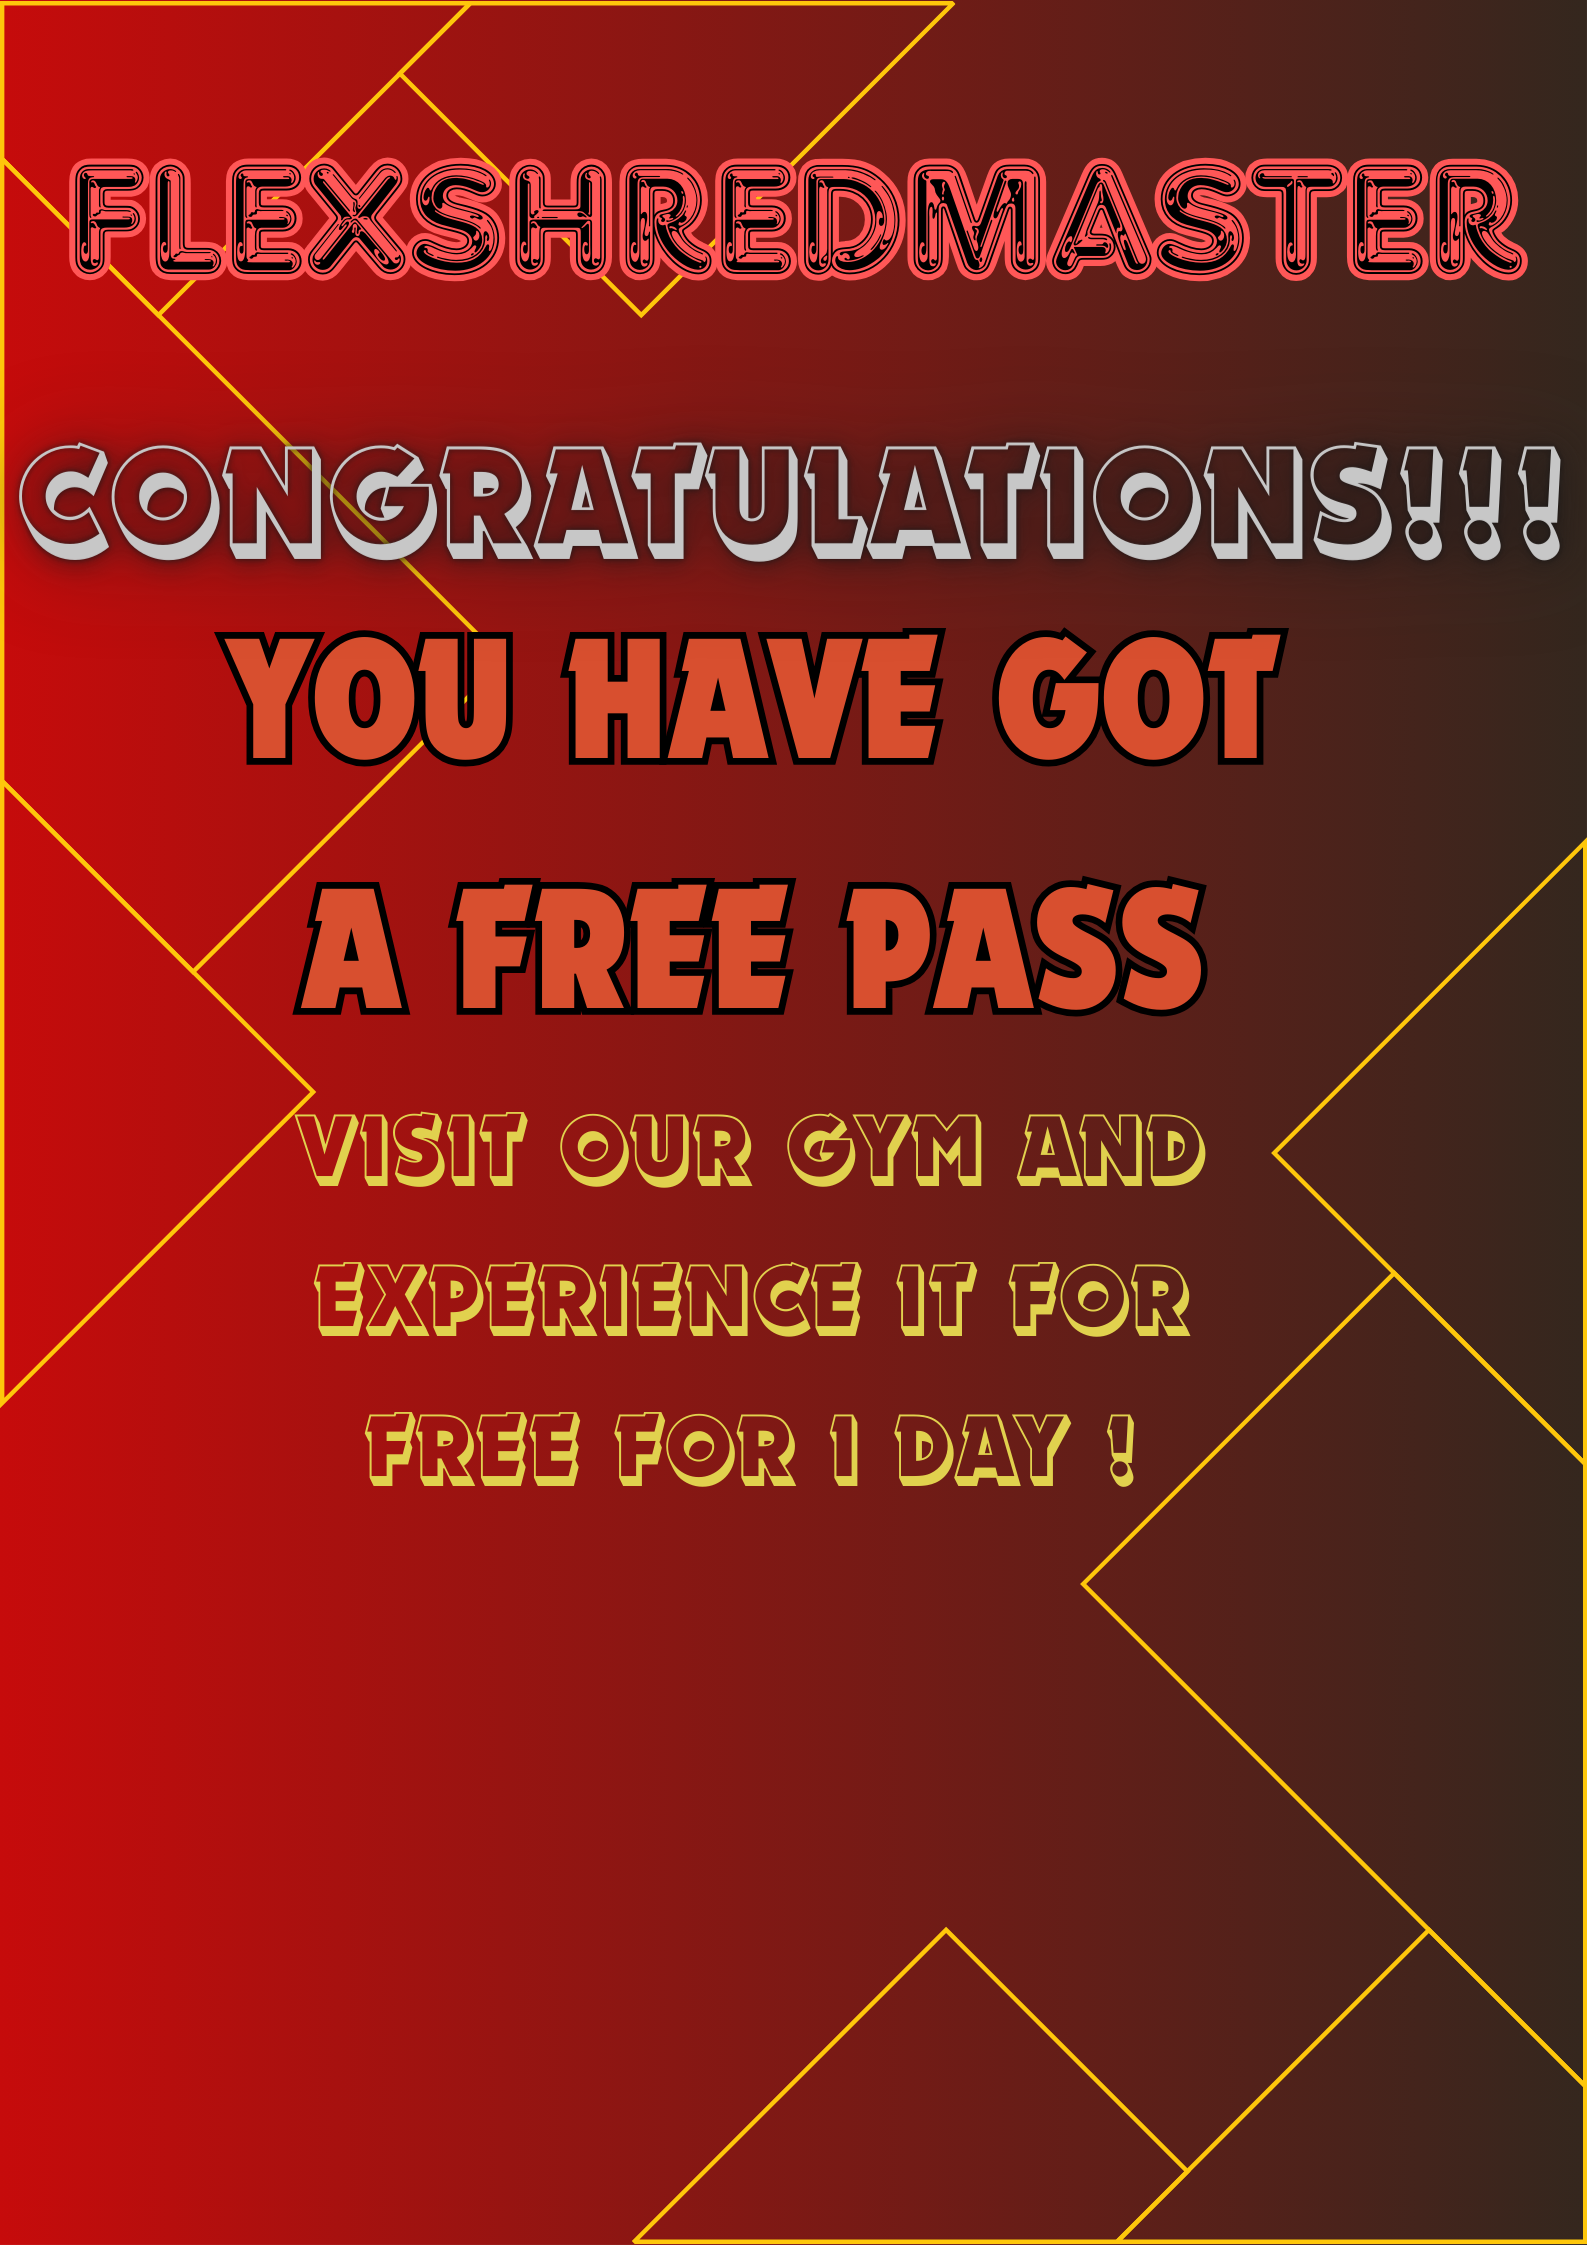 FLEXSHREDMASTER
CONGRATULATIONS!!!
YOU HAVE GOT
A FREE PASS
VISIT OUR GYM AND
EXPERIENCE IT FOR
FREE FOR 1 DAY !